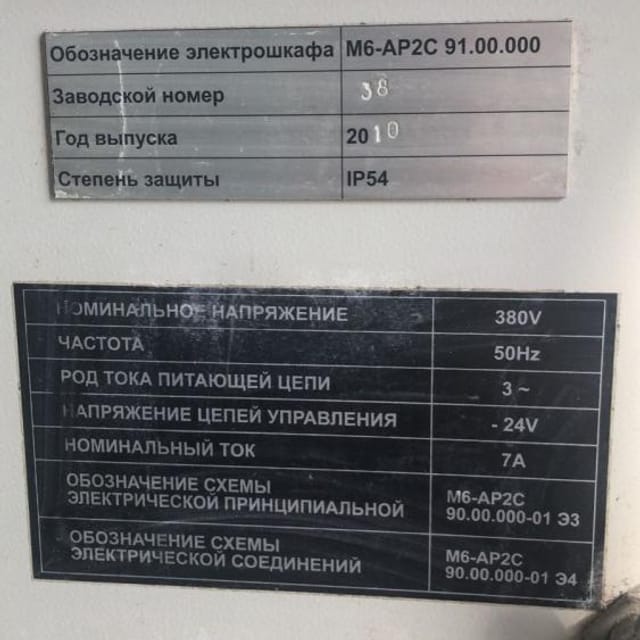 Обозначение электрошкафа М6-АР2С 91.00.000
Заводской номер 38
Год выпуска 2010
Степень защиты IP54
НОМИНАЛЬНОЕ НАПРЯЖЕНИЕ 380V
ЧАСТОТА 50Hz
РОД ТОКА ПИТАЮЩЕЙ ЦЕПИ 3 ~
НАПРЯЖЕНИЕ ЦЕПЕЙ УПРАВЛЕНИЯ - 24V
НОМИНАЛЬНЫЙ ТОК 7А
ОБОЗНАЧЕНИЕ СХЕМЫ
ЭЛЕКТРИЧЕСКОЙ ПРИНЦИПИАЛЬНОЙ
М6-АР2С
90.00.000-01 Э3
ОБОЗНАЧЕНИЕ СХЕМЫ
ЭЛЕКТРИЧЕСКОЙ СОЕДИНЕНИЙ
М6-АР2С
90.00.000-01 Э4